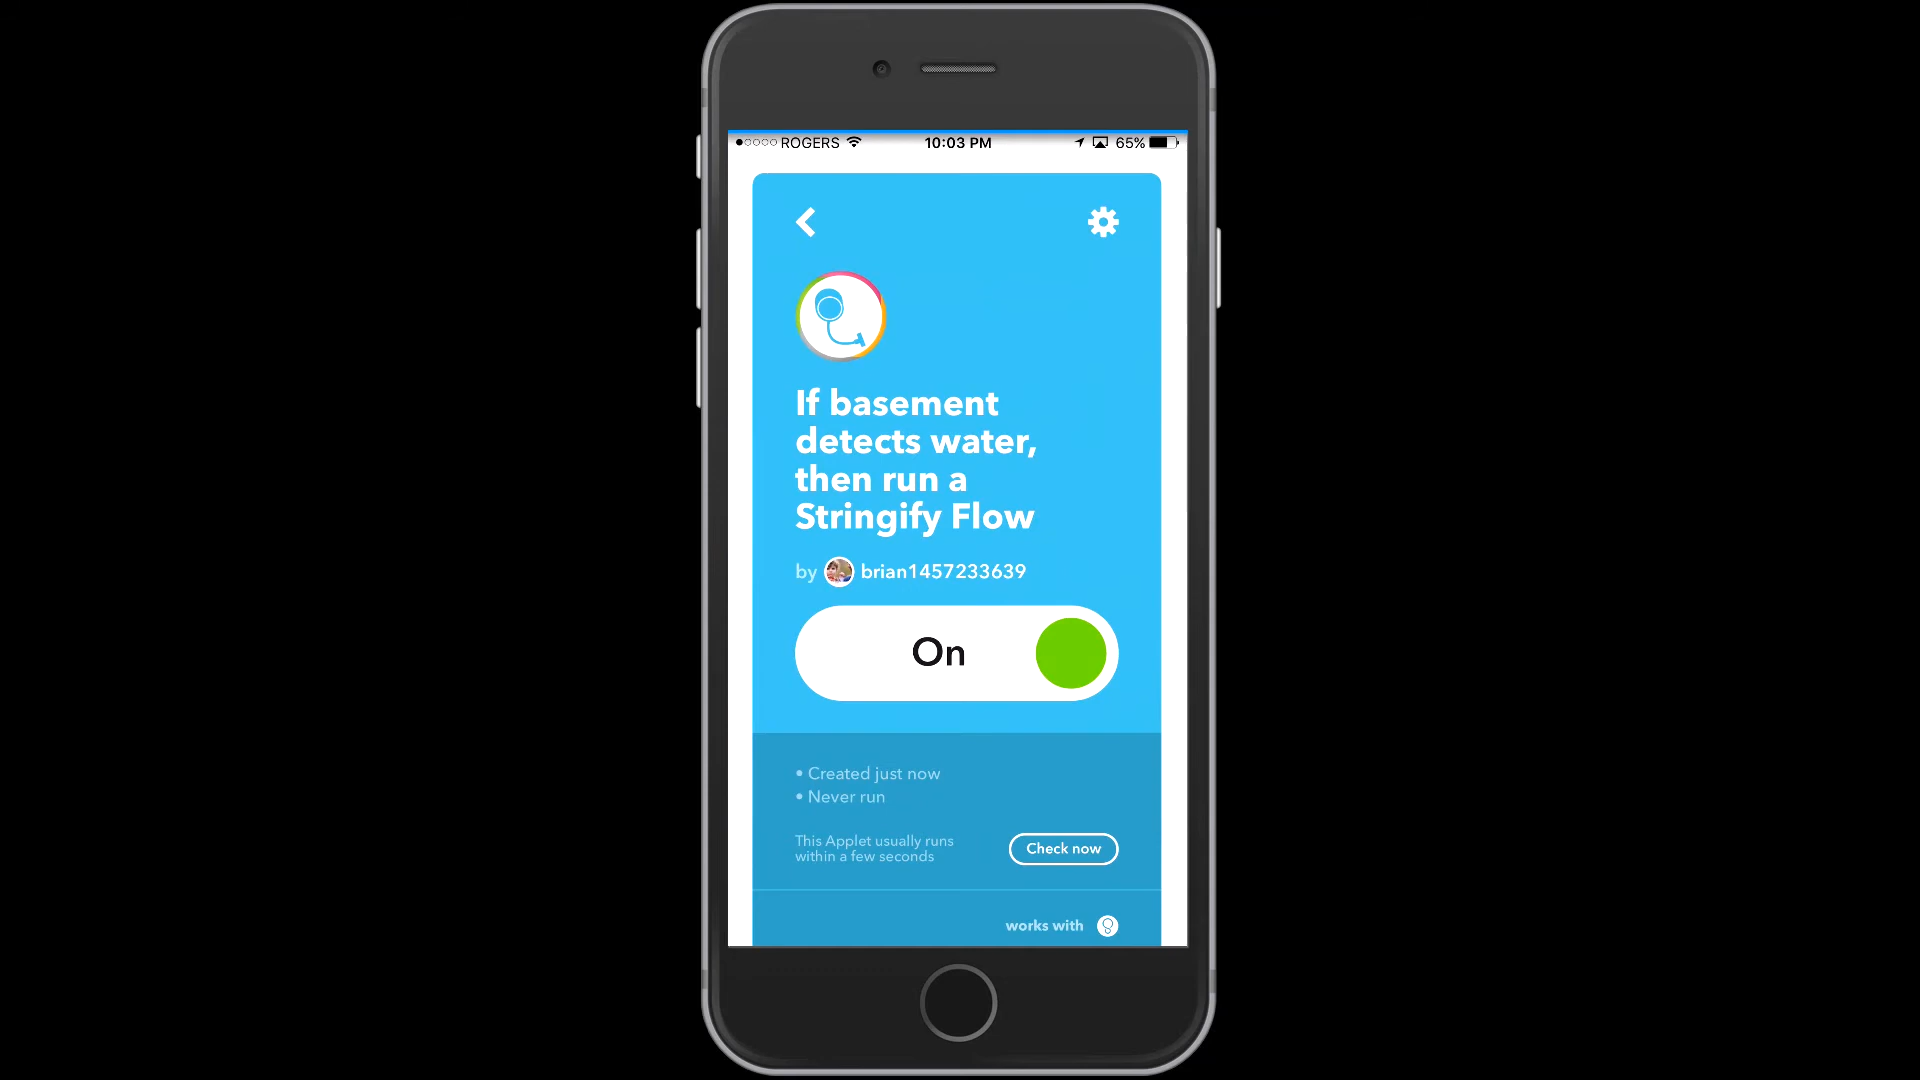 ROGERS 10:03 PM 65%
If basement
detects water,
then run a
Stringify Flow
by brian1457233639
On
• Created just now
• Never run
This Applet usually runs
within a few seconds
Check now
works with